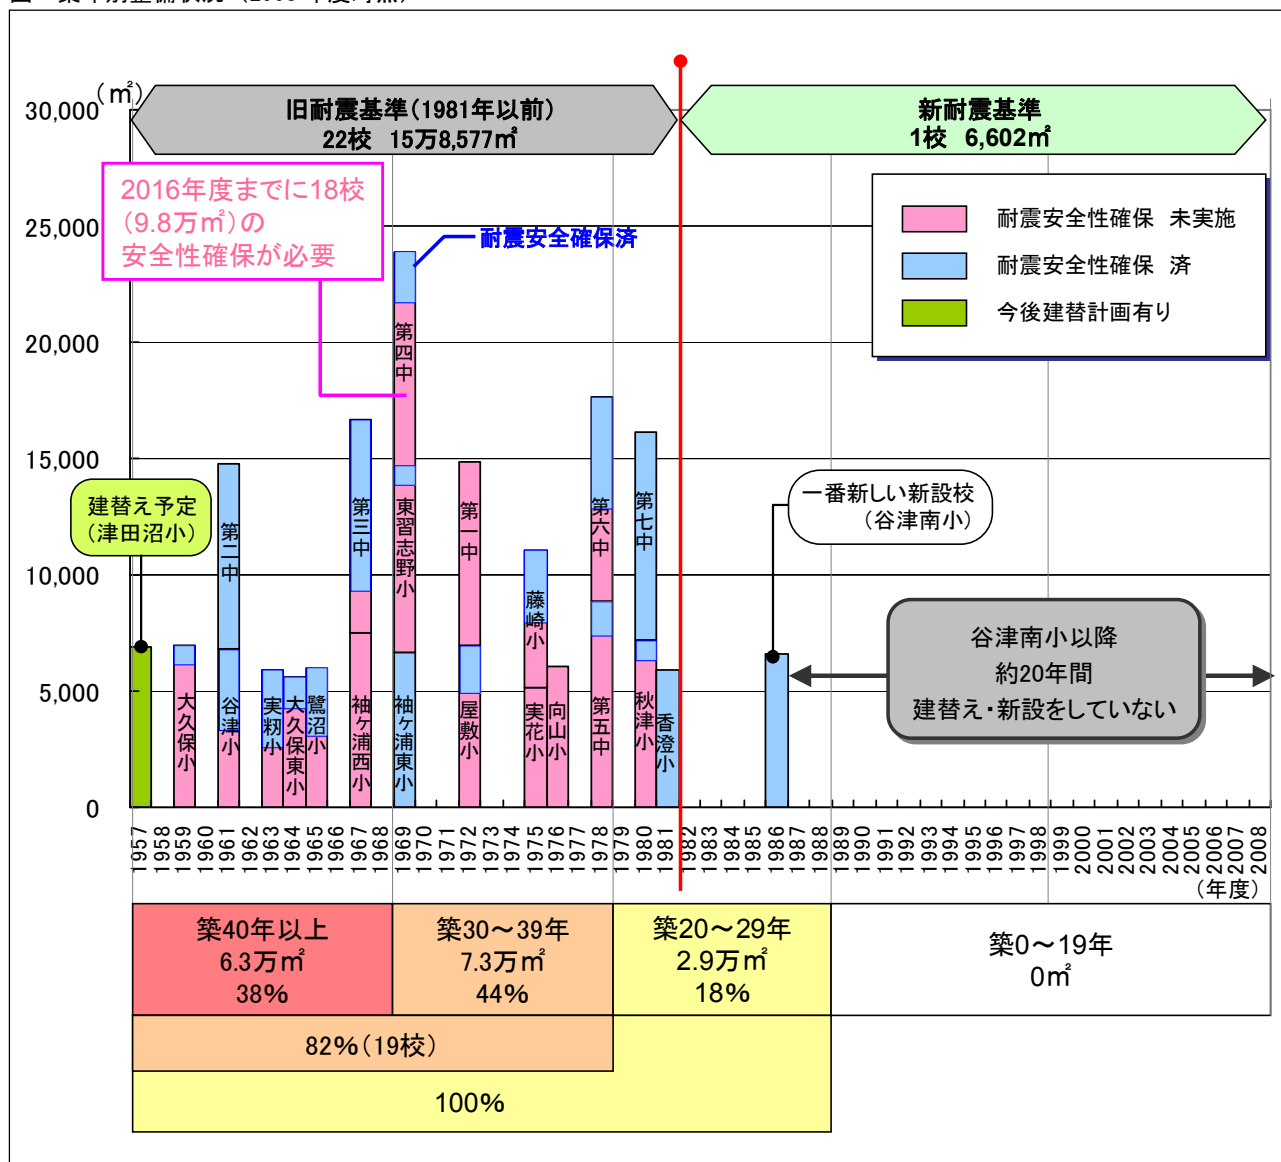 (㎡)
30,000
25,000
20,000
15,000
10,000
5,000
0
旧耐震基準(1981年以前)
22校 15万8,577㎡
新耐震基準
1校 6,602㎡
2016年度までに18校
(9.8万㎡)の
安全性確保が必要
耐震安全確保済
耐震安全性確保 未実施
耐震安全性確保 済
今後建替計画有り
建替え予定
(津田沼小)
一番新しい新設校
(谷津南小)
谷津南小以降
約20年間
建替え・新設をしていない
大久保小
第二中
谷津小
実籾小
大久保東小
鷺沼小
第三中
袖ケ浦西小
第四中
東習志野小
袖ケ浦東小
第一中
屋敷小
藤崎小
実花小
向山小
第六中
第五中
第七中
秋津小
香澄小
1957
1958
1959
1960
1961
1962
1963
1964
1965
1966
1967
1968
1969
1970
1971
1972
1973
1974
1975
1976
1977
1978
1979
1980
1981
1982
1983
1984
1985
1986
1987
1988
1989
1990
1991
1992
1993
1994
1995
1996
1997
1998
1999
2000
2001
2002
2003
2004
2005
2006
2007
2008
(年度)
築40年以上
6.3万㎡
38%
築30～39年
7.3万㎡
44%
築20～29年
2.9万㎡
18%
築0～19年
0㎡
82%(19校)
100%